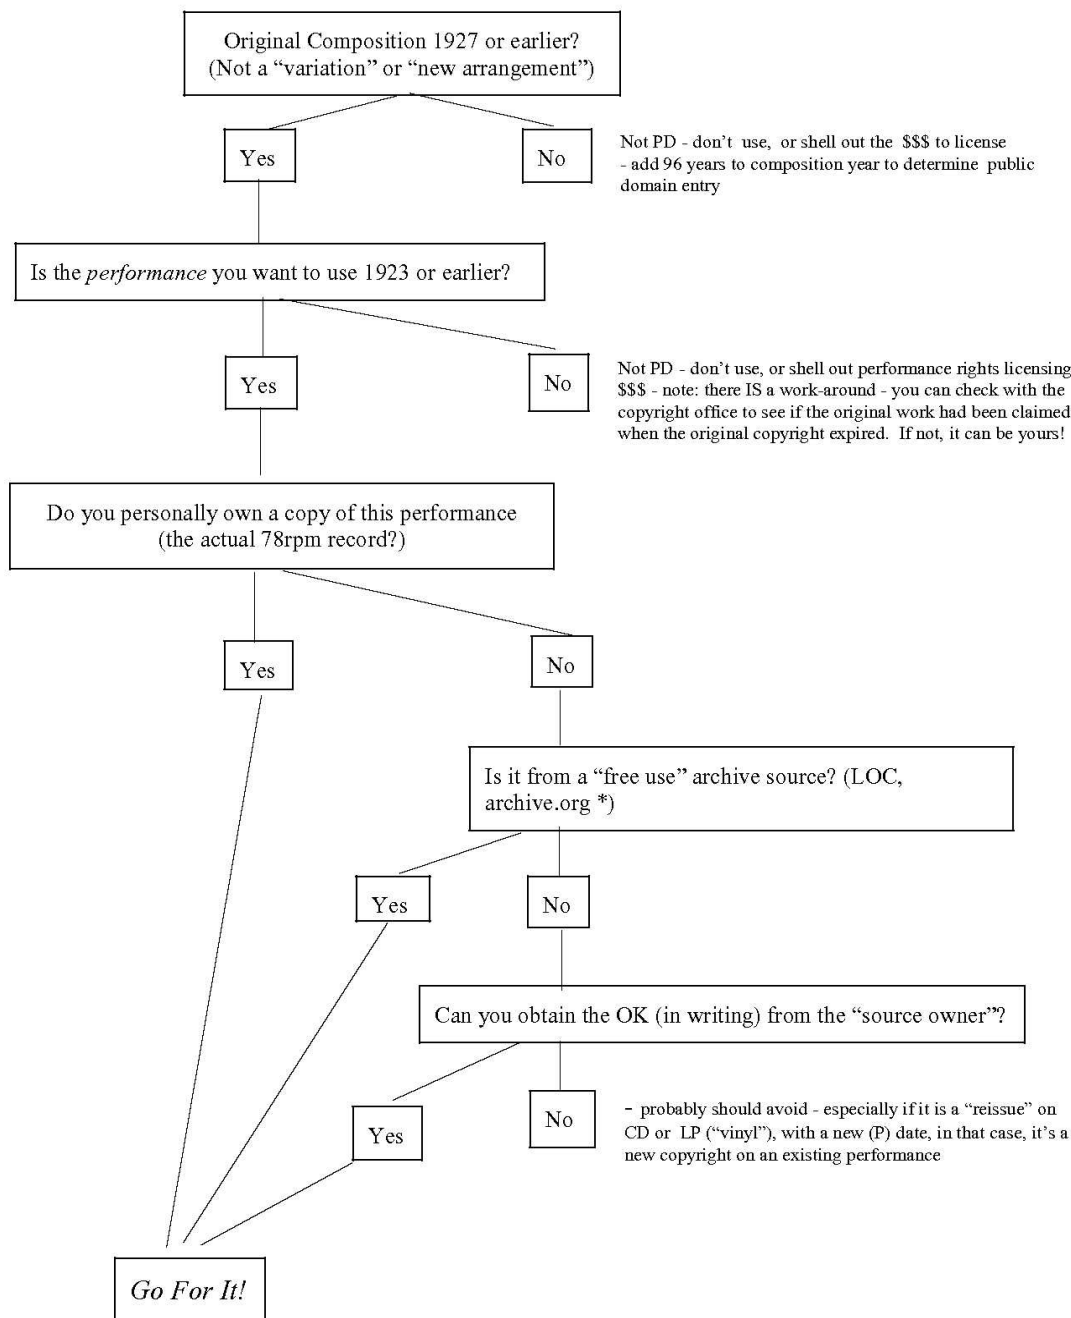 Original Composition 1927 or earlier?
(Not a “variation” or “new arrangement”)
Yes
No
Not PD - don’t use, or shell out the $$$ to license
- add 96 years to composition year to determine public
domain entry
Is the performance you want to use 1923 or earlier?
Yes
No
Not PD - don’t use, or shell out performance rights licensing
$$$ - note: there IS a work-around - you can check with the
copyright office to see if the original work had been claimed
when the original copyright expired. If not, it can be yours!
Do you personally own a copy of this performance
(the actual 78rpm record?)
Yes
No
Is it from a “free use” archive source? (LOC,
archive.org *)
Yes
No
Can you obtain the OK (in writing) from the “source owner”?
Yes
No
- probably should avoid - especially if it is a “reissue” on
CD or LP (“vinyl”), with a new (P) date, in that case, it’s a
new copyright on an existing performance
Go For It!